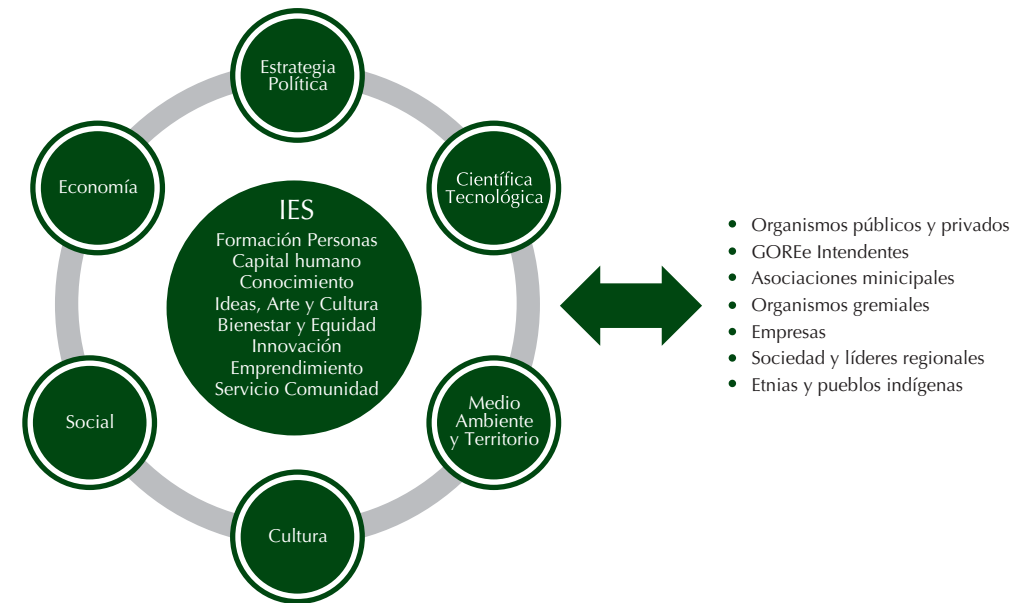 Estrategia
Política
Economía
Científica
Tecnológica
IES
Formación Personas
Capital humano
Conocimiento
Ideas, Arte y Cultura
Bienestar y Equidad
Innovación
Emprendimiento
Servicio Comunidad
Social
Medio
Ambiente
y Territorio
Cultura
• Organismos públicos y privados
• GOREe Intendentes
• Asociaciones minicipales
• Organismos gremiales
• Empresas
• Sociedad y líderes regionales
• Etnias y pueblos indígenas